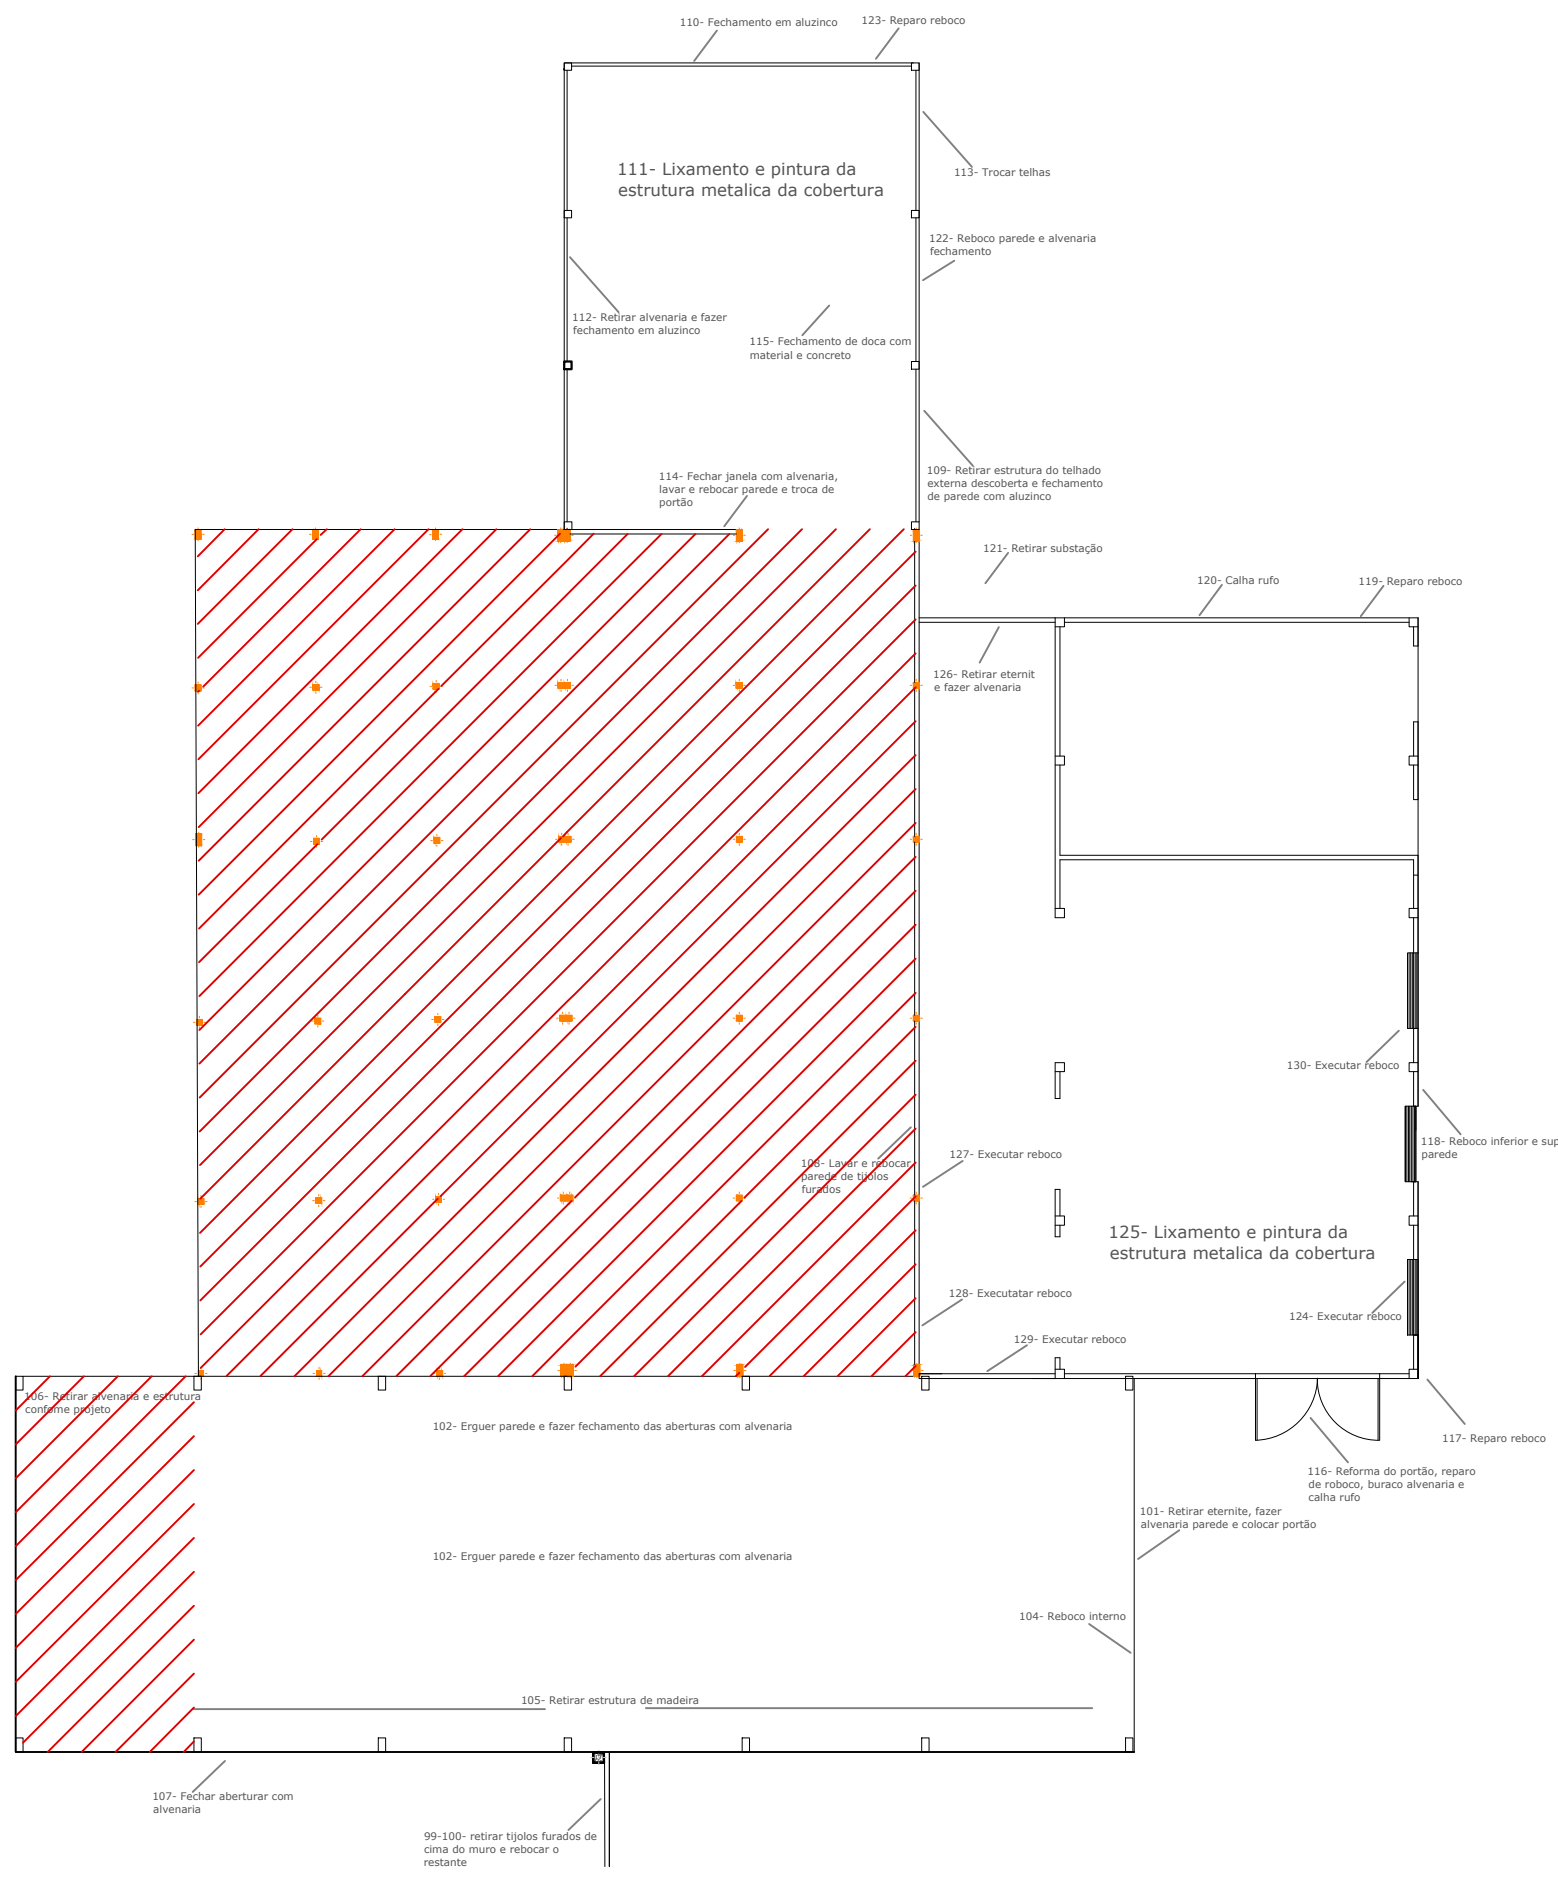 110- Fechamento em aluzinco
123- Reparo reboco
111- Lixamento e pintura da
estrutura metalica da cobertura
113- Trocar telhas
122- Reboco parede e alvenaria
fechamento
112- Retirar alvenaria e fazer
fechamento em aluzinco
115- Fechamento de doca com
material e concreto
114- Fechar janela com alvenaria,
lavar e rebocar parede e troca de
portão
109- Retirar estrutura do telhado
externa descoberta e fechamento
de parede com aluzinco
121- Retirar substação
120- Calha rufo
119- Reparo reboco
126- Retirar eternit
e fazer alvenaria
130- Executar reboco
118- Reboco inferior e sup
parede
127- Executar reboco
108- Lavar e rebocar
parede de tijolos
furados
125- Lixamento e pintura da
estrutura metalica da cobertura
128- Executatar reboco
124- Executar reboco
129- Executar reboco
106- Retirar alvenaria e estrutura
confome projeto
102- Erguer parede e fazer fechamento das aberturas com alvenaria
117- Reparo reboco
116- Reforma do portão, reparo
de roboco, buraco alvenaria e
calha rufo
101- Retirar eternite, fazer
alvenaria parede e colocar portão
102- Erguer parede e fazer fechamento das aberturas com alvenaria
104- Reboco interno
105- Retirar estrutura de madeira
107- Fechar aberturar com
alvenaria
99-100- retirar tijolos furados de
cima do muro e rebocar o
restante